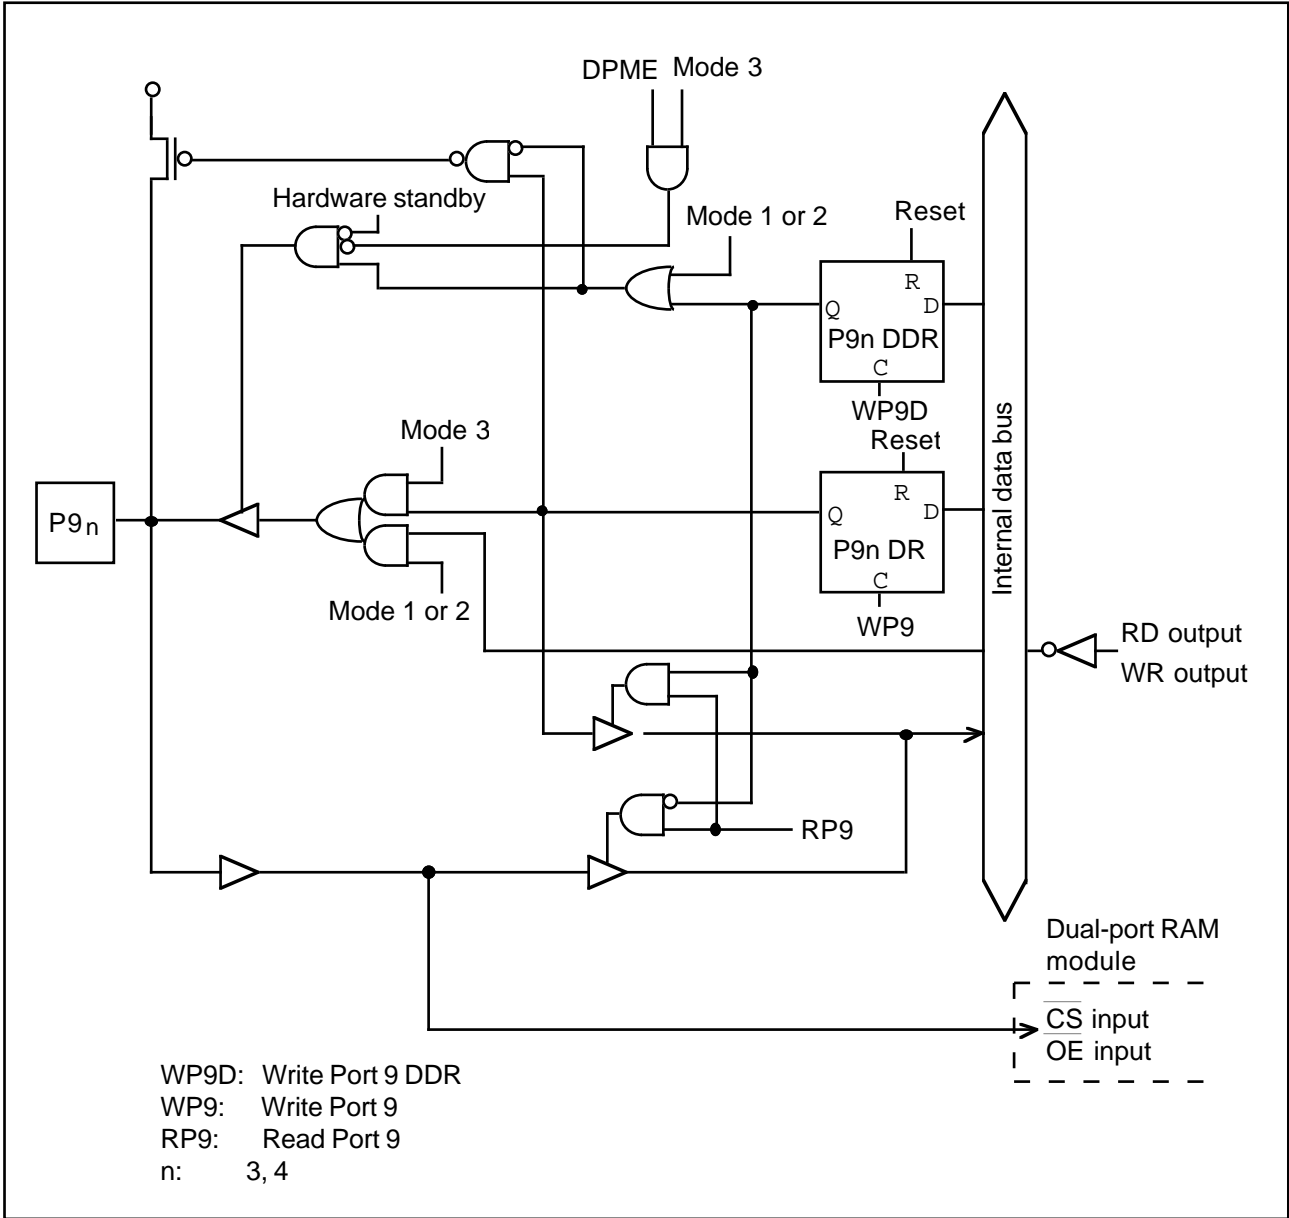 DPME Mode 3
Hardware standby
Mode 1 or 2
Reset
R
Q D
P9n DDR
C
WP9D
Mode 3
Reset
R
Q D
P9n DR
C
WP9
P9n
Mode 1 or 2
Internal data bus
RD output
WR output
RP9
Dual-port RAM
module
CS input
OE input
WP9D: Write Port 9 DDR
WP9: Write Port 9
RP9: Read Port 9
n: 3, 4